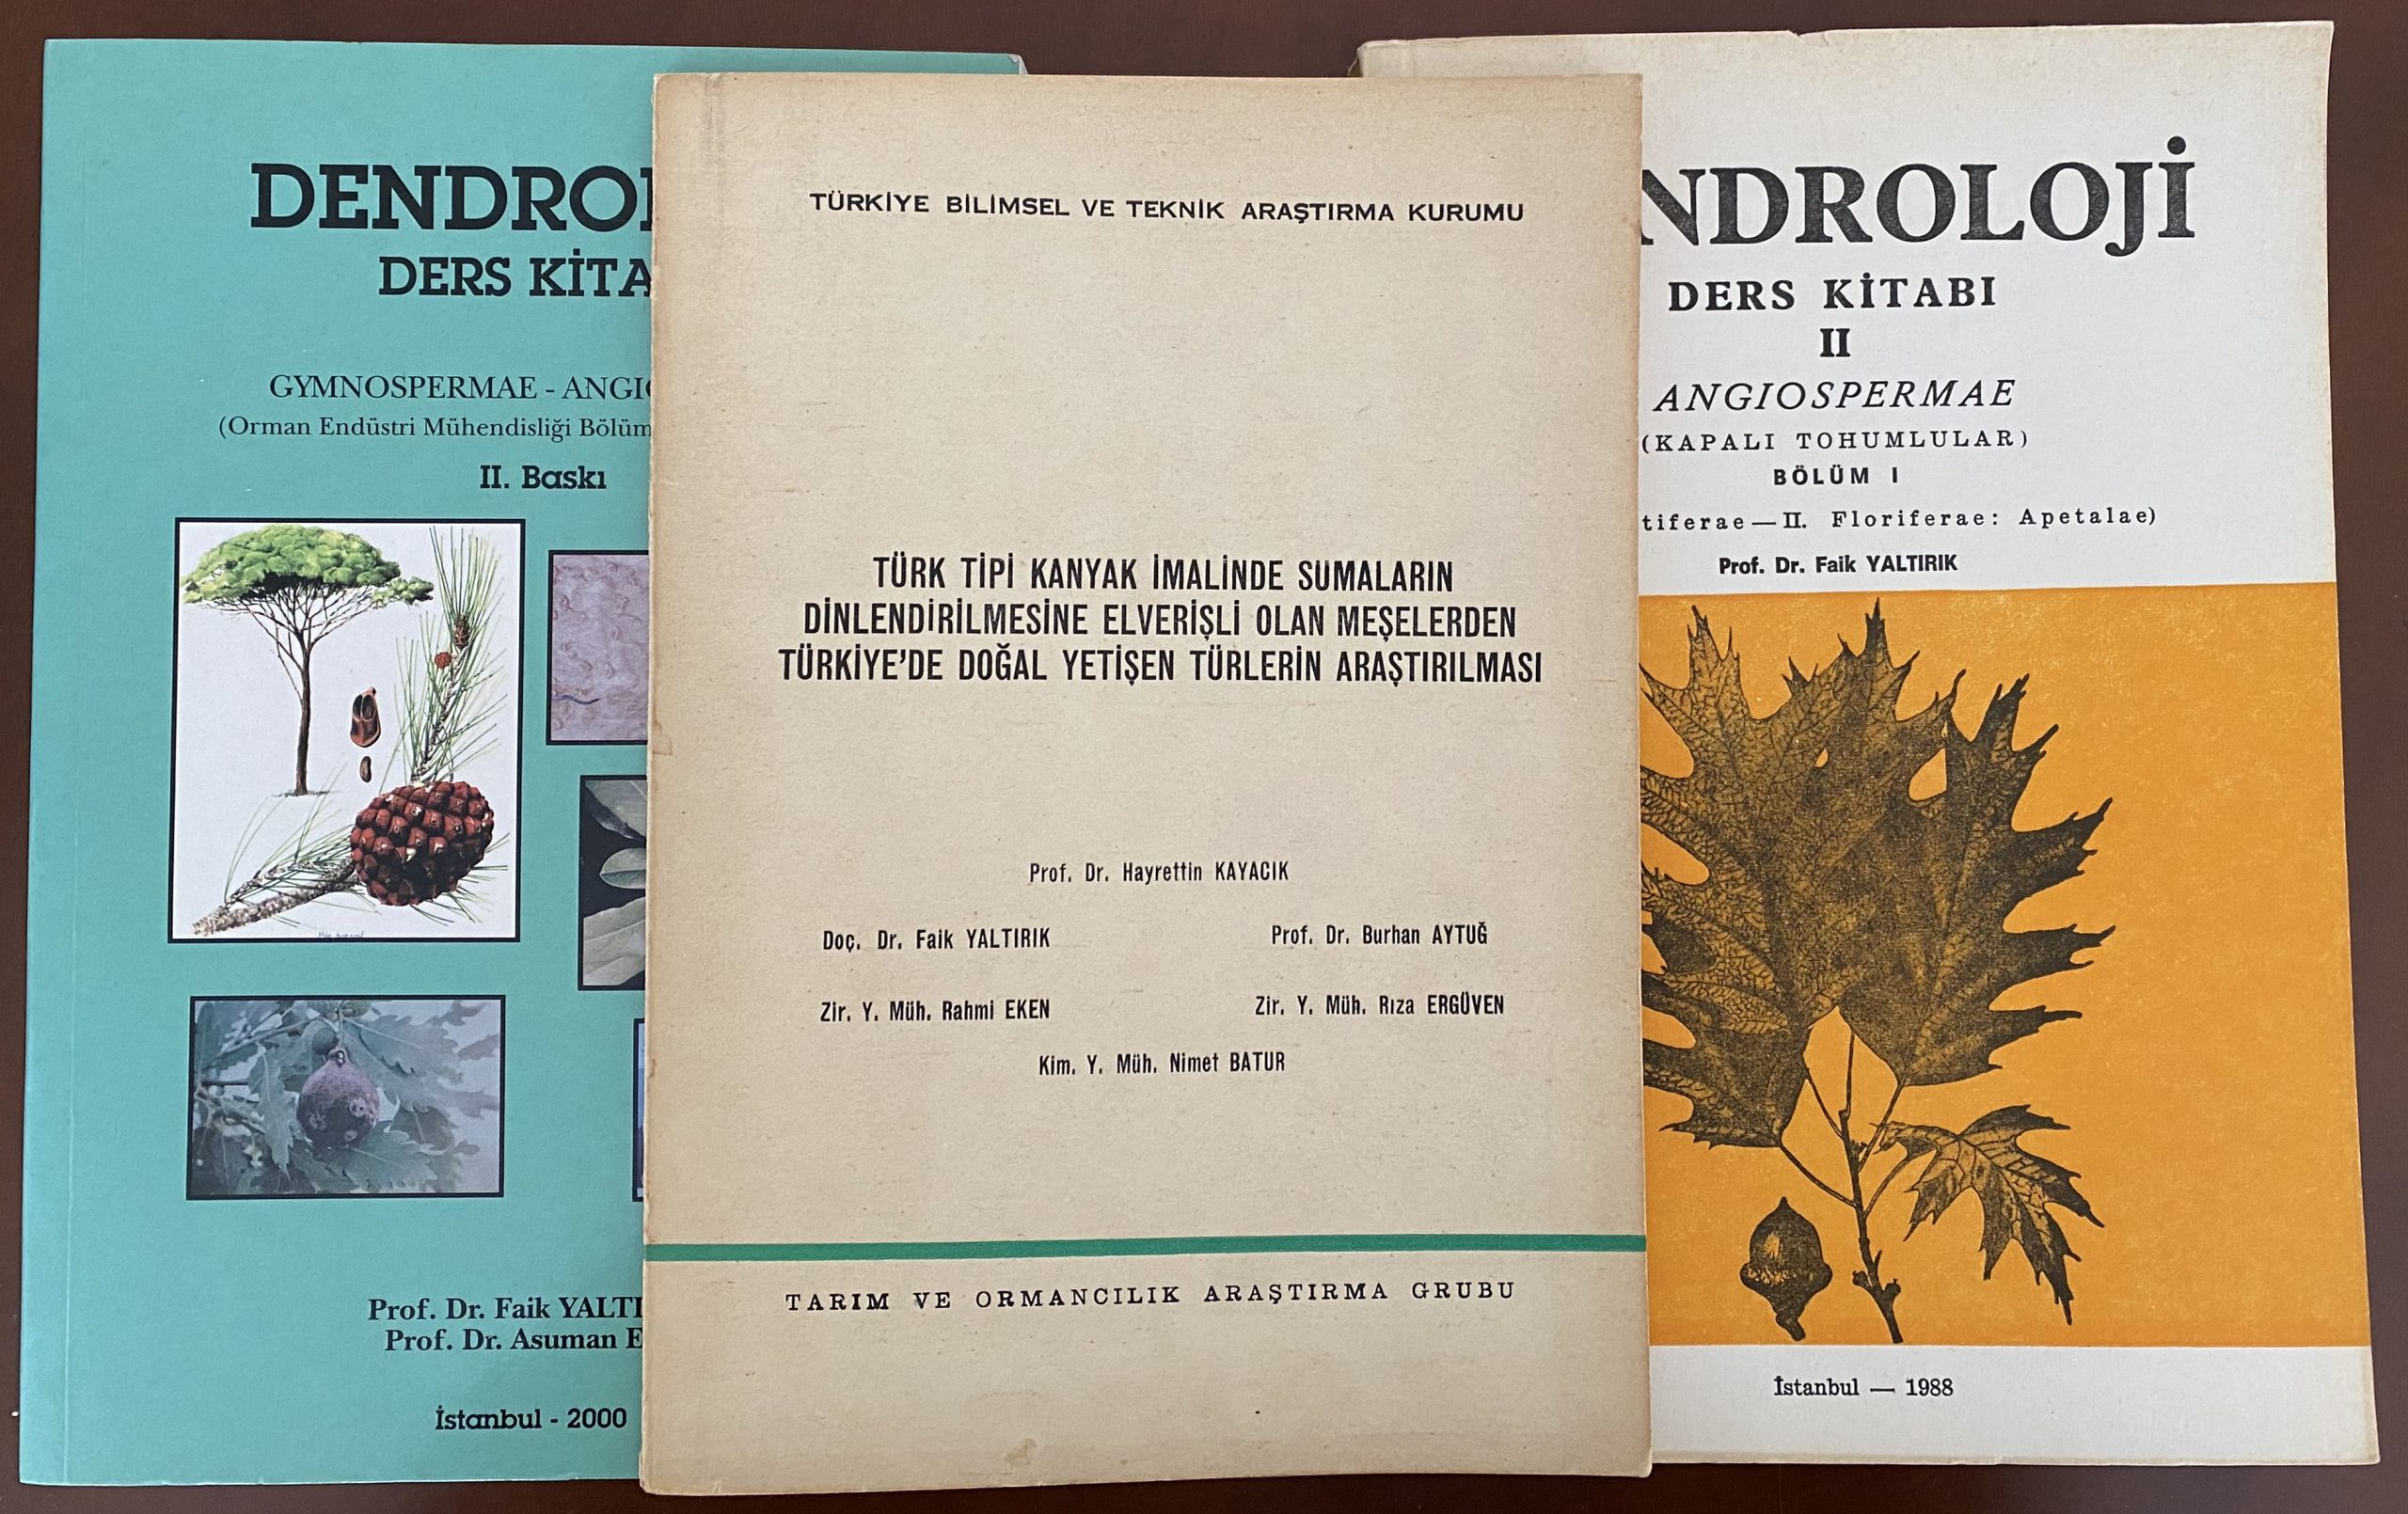 DENDROL
DERS KİTA
GYMNOSPERMAE - ANGIO
(Orman Endüstri Mühendisliği Bölüm
II. Baskı
Prof. Dr. Faik YALTI
Prof. Dr. Asuman E
İstanbul - 2000
TÜRKİYE BİLİMSEL VE TEKNİK ARAŞTIRMA KURUMU
TÜRK TİPİ KANYAK İMALİNDE SUMALARIN
DİNLENDİRİLMESİNE ELVERİŞLİ OLAN MEŞELERDEN
TÜRKİYE'DE DOĞAL YETİŞEN TÜRLERİN ARAŞTIRILMASI
Prof. Dr. Hayrettin KAYACIK
Doç. Dr. Faik YALTIRIK Prof. Dr. Burhan AYTUĞ
Zir. Y. Müh. Rahmi EKEN Zir. Y. Müh. Rıza ERGÜVEN
Kim. Y. Müh. Nimet BATUR
TARIM VE ORMANCILIK ARAŞTIRMA GRUBU
NDROLOJİ
DERS KİTABI
II
ANGIOSPERMAE
(KAPALI TOHUMLULAR)
BÖLÜM I
tiferae — II. Floriferae: Apetalae)
Prof. Dr. Faik YALTIRIK
İstanbul — 1988